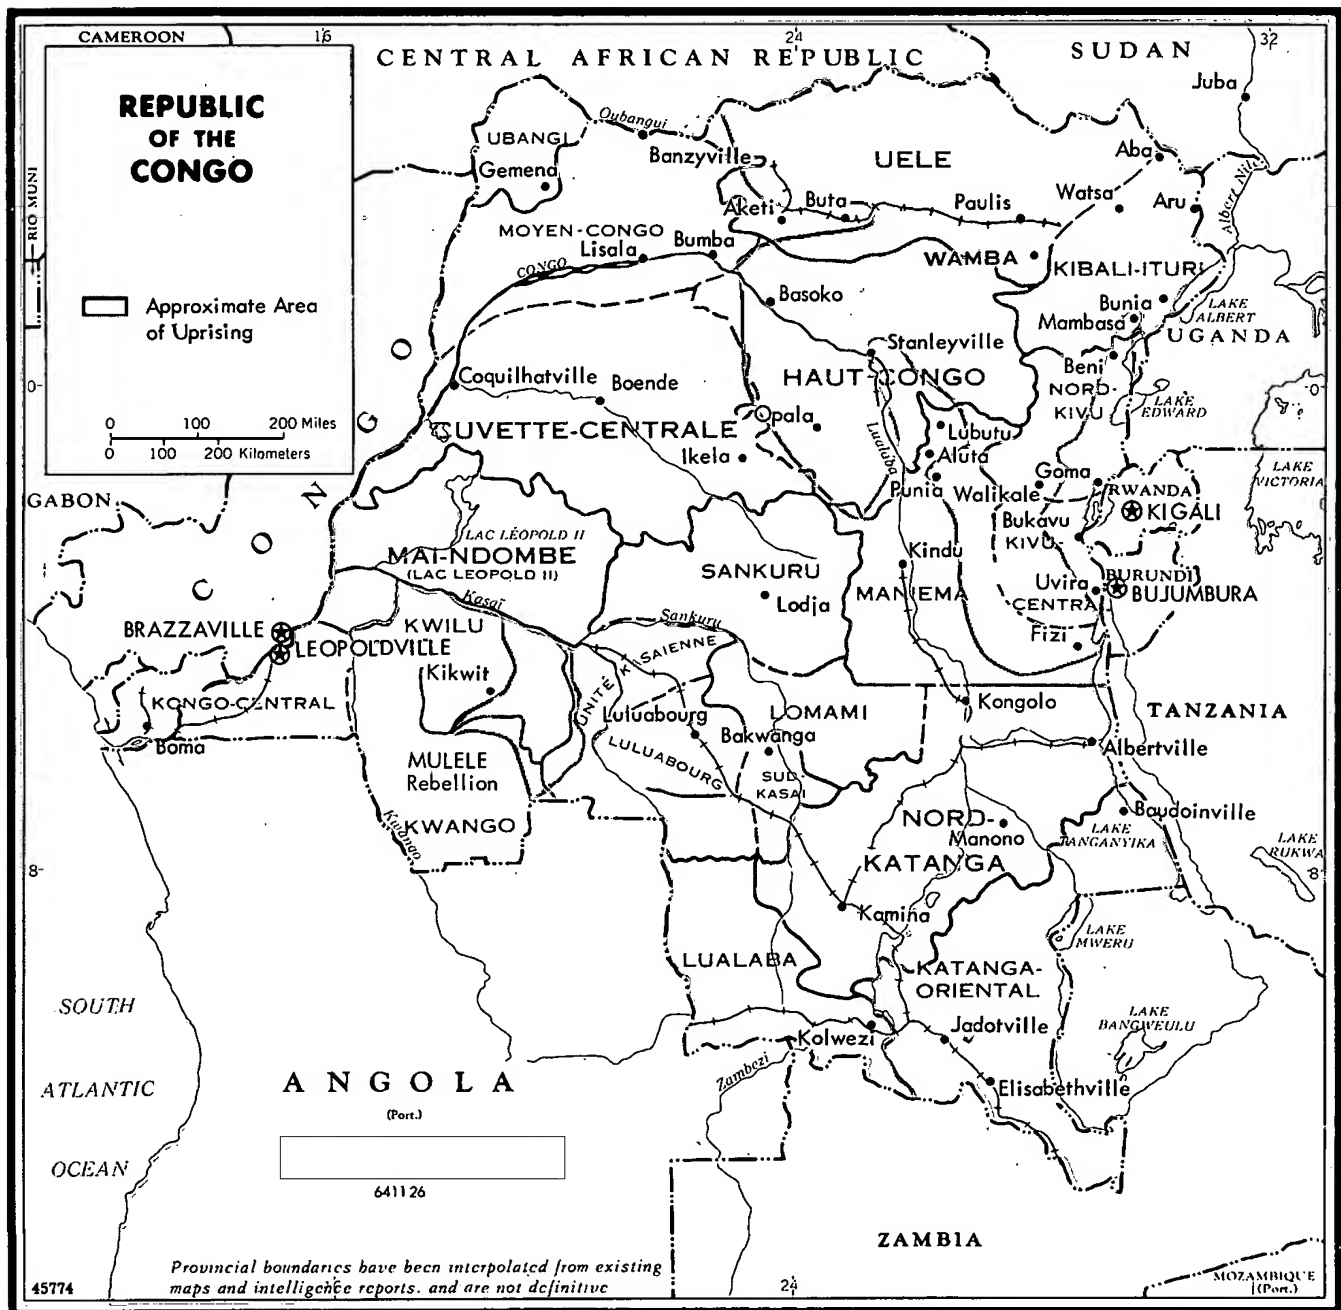 CAMEROON
16
24
32
CENTRAL AFRICAN REPUBLIC
SUDAN
Juba
REPUBLIC
OF THE
CONGO
Approximate Area
of Uprising
0 100 200 Miles
0 100 200 Kilometers
RIO MUNI
Oubangui
UBANGI
Banzyville
Gemena
UELE
Aba
Albert Nile
Aketi
Buta
Paulis
Watsa
Aru
MOYEN-CONGO
Lisala
Bumba
CONGO
WAMBA
KIBALI-ITURI
Basoko
Bunia
Mambasa
LAKE
ALBERT
UGANDA
Stanleyville
0-
-0
Coquilhatville
Boende
HAUT-CONGO
Beni
NORD-
KIVU
LAKE
EDWARD
CUVETTE-CENTRALE
Opala
Ikela
Lualaba
Lubutu
Aluta
Punia
Walikale
Goma
RWANDA
KIGALI
LAKE
VICTORIA
GABON
CONGO
Bukavu
KIVU-
LAC LÉOPOLD II
MAI-NDOMBE
(LAC LEOPOLD II)
Kasai
SANKURU
Lodja
Kindu
MANIEMA
Uvira
CENTRAL
BURUNDI
BUJUMBURA
Fizi
BRAZZAVILLE
LEOPOLDVILLE
KWILU
Kikwit
Sankuru
UNITÉ KASAIENNE
KONGO-CENTRAL
Boma
Luluabourg
LULUABOURG
Bakwanga
SUD
KASAI
LOMAMI
Kongolo
TANZANIA
Albertville
MULELE
Rebellion
KWANGO
Kwango
NORD-
KATANGA
Manono
Baudoinville
LAKE
TANGANYIKA
LAKE
RUKWA
8-
-8
Kamina
LUALABA
KATANGA-
ORIENTAL
LAKE
MWERU
LAKE
BANGWEULU
Kolwezi
Jadotville
Elisabethville
Zambezi
SOUTH
ATLANTIC
OCEAN
ANGOLA
(Port.)
641126
ZAMBIA
Provincial boundaries have been interpolated from existing
maps and intelligence reports. and are not definitive
45774
16
24
MOZAMBIQUE
(Port.)